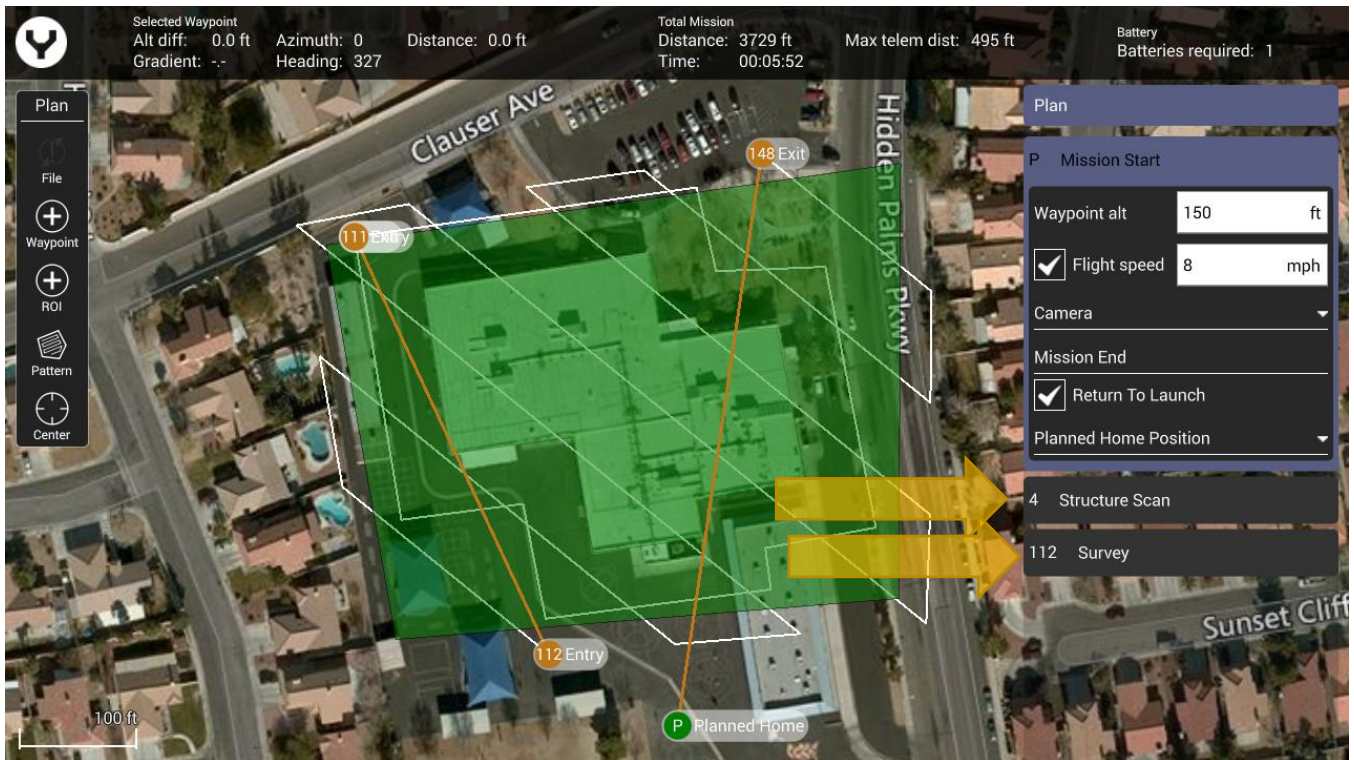 Selected Waypoint
Alt diff: 0.0 ft Azimuth: 0 Distance: 0.0 ft
Gradient: -.- Heading: 327
Total Mission
Distance: 3729 ft Max telem dist: 495 ft
Time: 00:05:52
Battery
Batteries required: 1
Plan
File
Waypoint
ROI
Pattern
Center
Clauser Ave
Hidden Palms Pkwy
148 Exit
111
112 Entry
P Planned Home
100 ft
Sunset Cliff
Plan
P Mission Start
Waypoint alt 150 ft
Flight speed 8 mph
Camera
Mission End
Return To Launch
Planned Home Position
4 Structure Scan
112 Survey